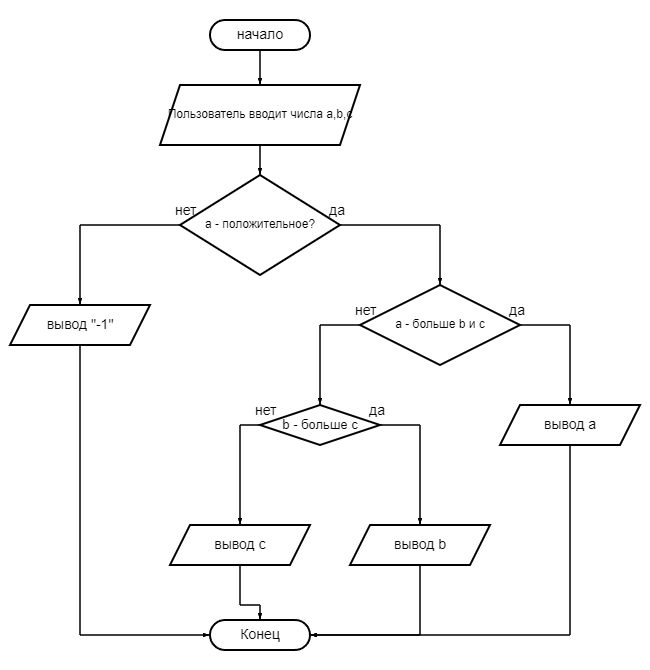 начало
Пользователь вводит числа a,b,c
нет
да
a - положительное?
нет
да
вывод "-1"
a - больше b и c
нет
да
b - больше c
вывод a
вывод c
вывод b
Конец